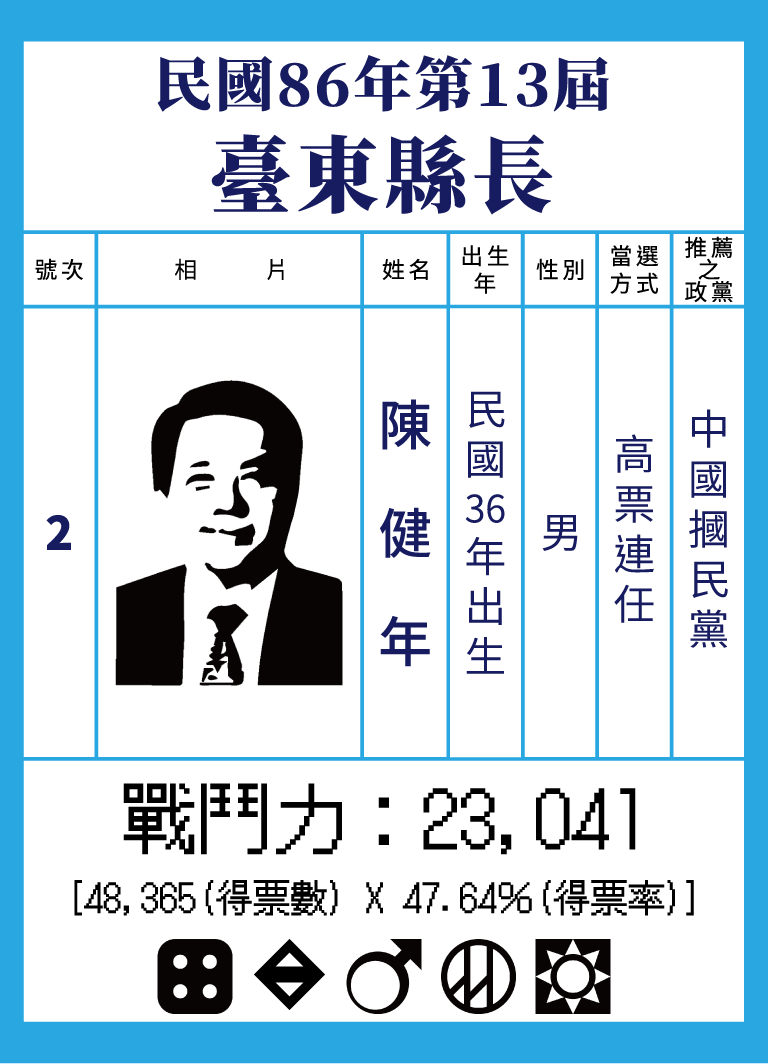 民國86年第13屆
臺東縣長
號次
相片
姓名
出生
年
性別
當選
方式
推薦
之
政黨
2
陳健年
民國36年出生
男
高票連任
中國摑民黨
戰鬥力：23,041
[48,365(得票數) X 47.64%(得票率)]